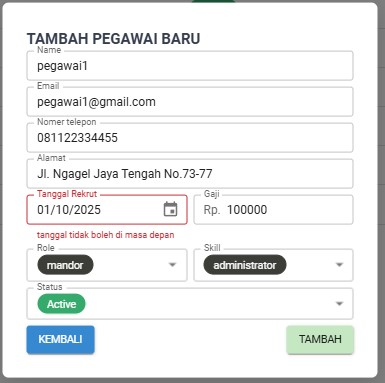 TAMBAH PEGAWAI BARU
Name
pegawai1
Email
pegawai1@gmail.com
Nomer telepon
081122334455
Alamat
Jl. Ngagel Jaya Tengah No.73-77
Tanggal Rekrut
01/10/2025
Gaji
Rp. 100000
tanggal tidak boleh di masa depan
Role
mandor
Skill
administrator
Status
Active
KEMBALI
TAMBAH